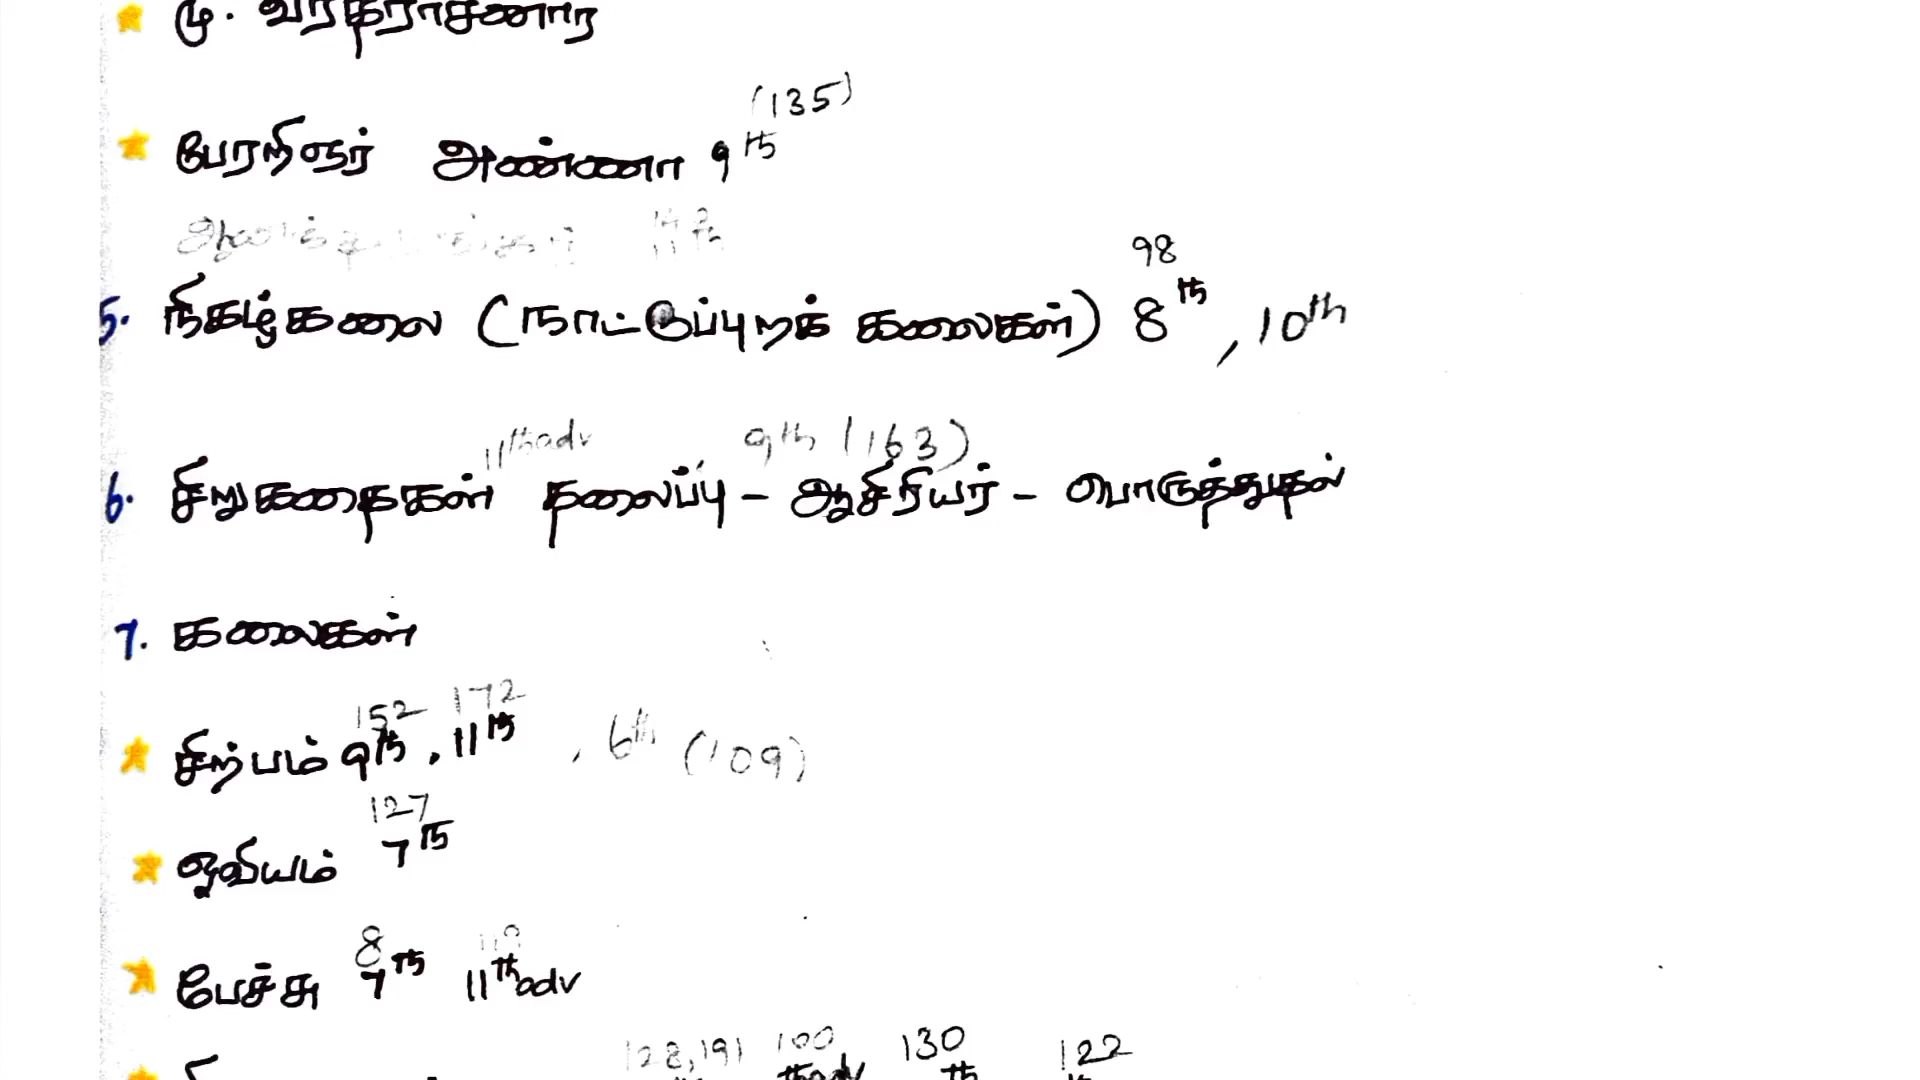 ★ மு. வரதராசனார்
(135)
★ பேரறிஞர் அண்ணா 9th
98
5. நிகழ்கலை (நாட்டுப்புறக் கலைகள்) 8th, 10th
11th adv 9th (163)
6. சிறுகதைகள் தலைப்பு - ஆசிரியர் - பொருத்துதல்
7. கலைகள்
152 172
★ சிற்பம் 9th, 11th, 6th (109)
127
★ ஓவியம் 7th
8
★ பேச்சு 7th 11th adv
128,191 100 130 122